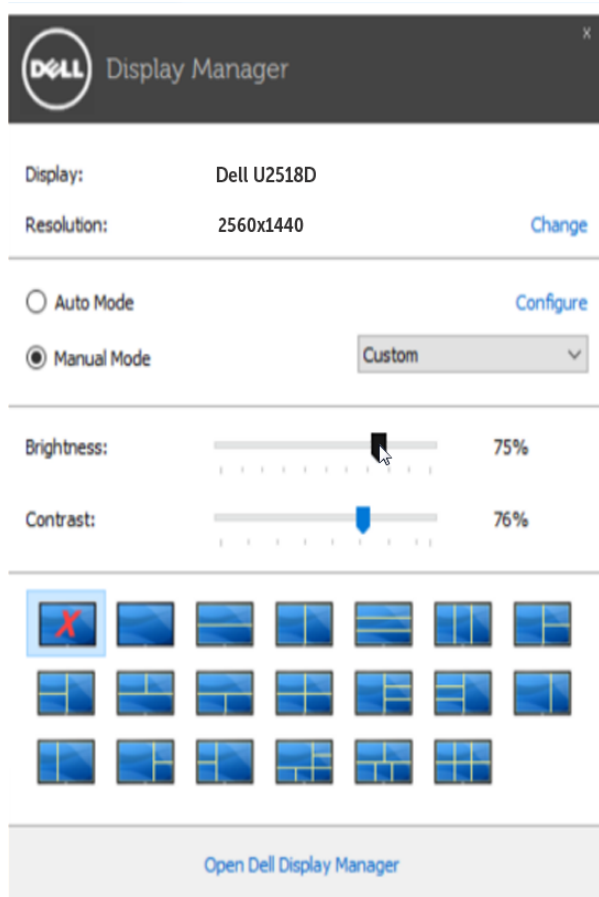 DELL Display Manager x
Display: Dell U2518D
Resolution: 2560x1440 Change
Auto Mode Configure
Manual Mode Custom
Brightness: 75%
Contrast: 76%
X
Open Dell Display Manager